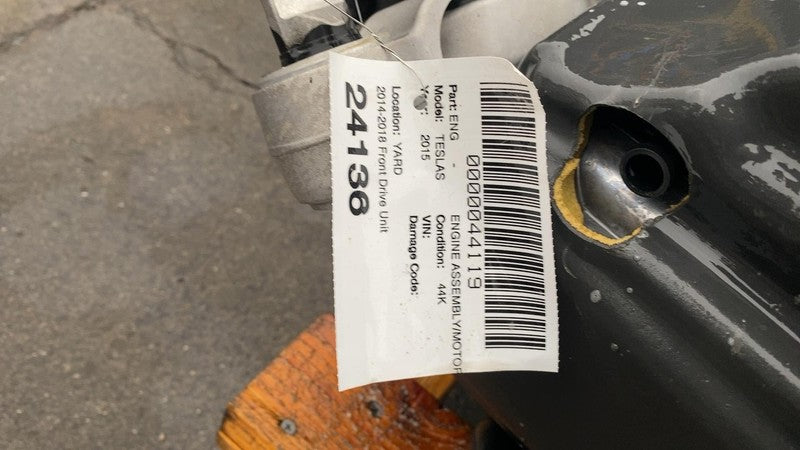 0000044119
Part: ENG - ENGINE ASSEMBLY/MOTOR
Model: TESLAS Condition: 44K
Year: 2015 VIN:
Damage Code:
Location: YARD
2014-2018 Front Drive Unit
24136